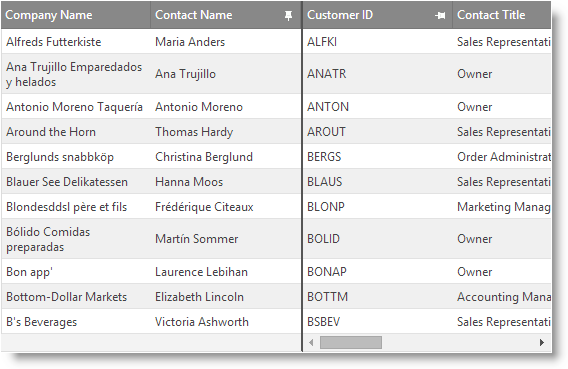 Company Name Contact Name Customer ID Contact Title
Alfreds Futterkiste Maria Anders ALFKI Sales Representati
Ana Trujillo Emparedados
y helados Ana Trujillo ANATR Owner
Antonio Moreno Taquería Antonio Moreno ANTON Owner
Around the Horn Thomas Hardy AROUT Sales Representati
Berglunds snabbköp Christina Berglund BERGS Order Administrat
Blauer See Delikatessen Hanna Moos BLAUS Sales Representati
Blondesddsl père et fils Frédérique Citeaux BLONP Marketing Manag
Bólido Comidas
preparadas Martín Sommer BOLID Owner
Bon app' Laurence Lebihan BONAP Owner
Bottom-Dollar Markets Elizabeth Lincoln BOTTM Accounting Mana
B's Beverages Victoria Ashworth BSBEV Sales Representati